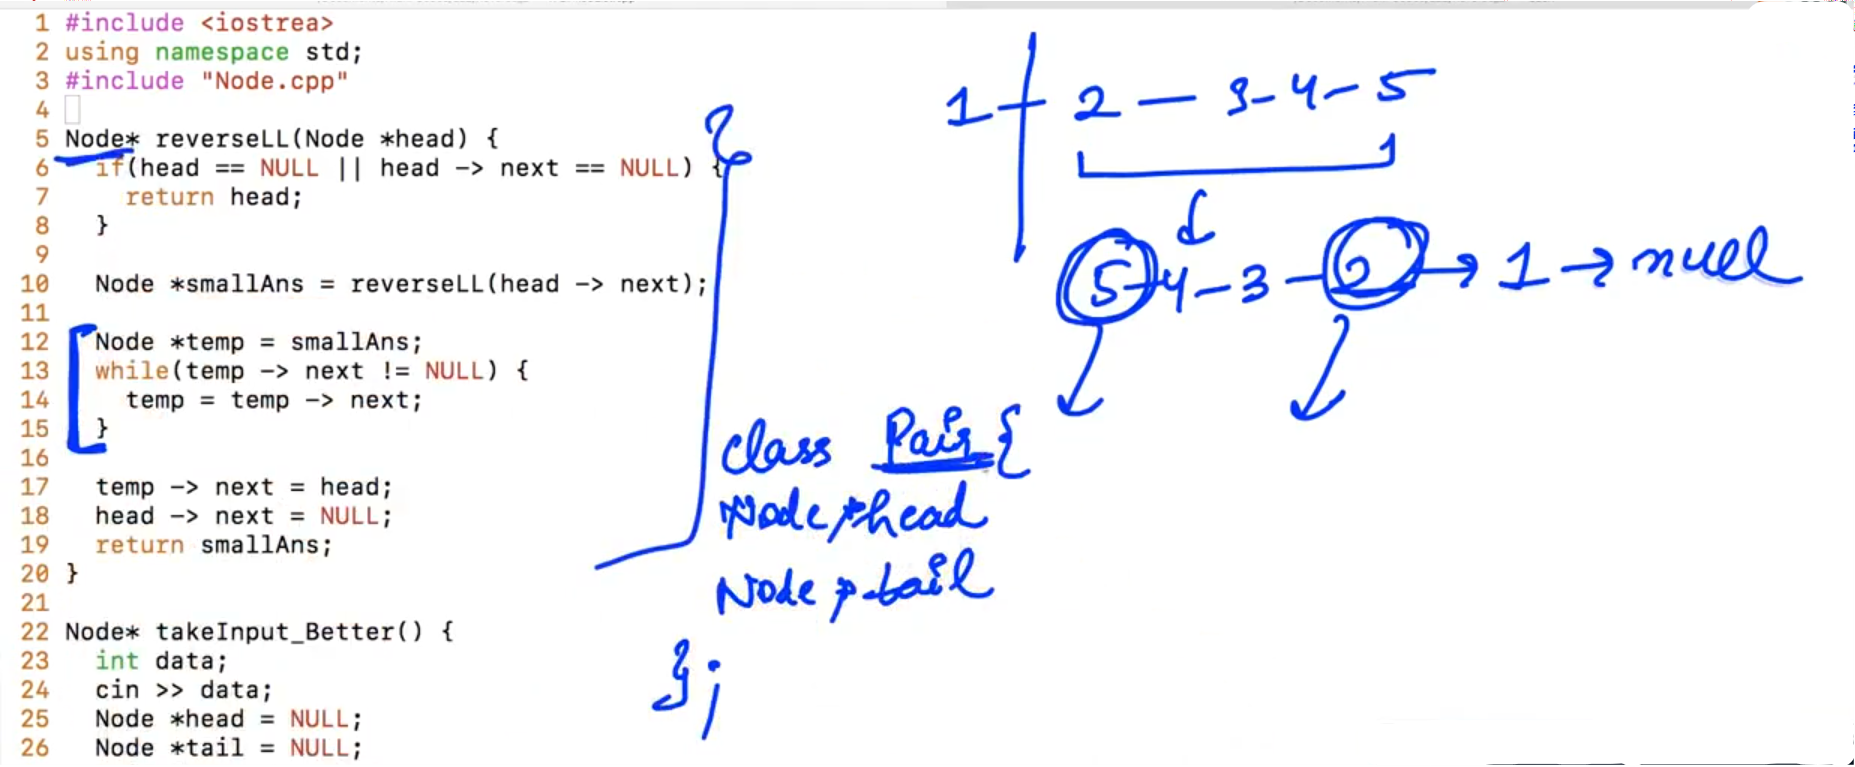 1 #include <iostrea>
2 using namespace std;
3 #include "Node.cpp"
4
5 Node* reverseLL(Node *head) {
6 if(head == NULL || head -> next == NULL) {
7 return head;
8 }
9
10 Node *smallAns = reverseLL(head -> next);
11
12 Node *temp = smallAns;
13 while(temp -> next != NULL) {
14 temp = temp -> next;
15 }
16
17 temp -> next = head;
18 head -> next = NULL;
19 return smallAns;
20 }
21
22 Node* takeInput_Better() {
23 int data;
24 cin >> data;
25 Node *head = NULL;
26 Node *tail = NULL;
1 - 2 - 3 - 4 - 5
5 - 4 - 3 - 2 → 1 → null
class Pair {
Node *head
Node *tail
};